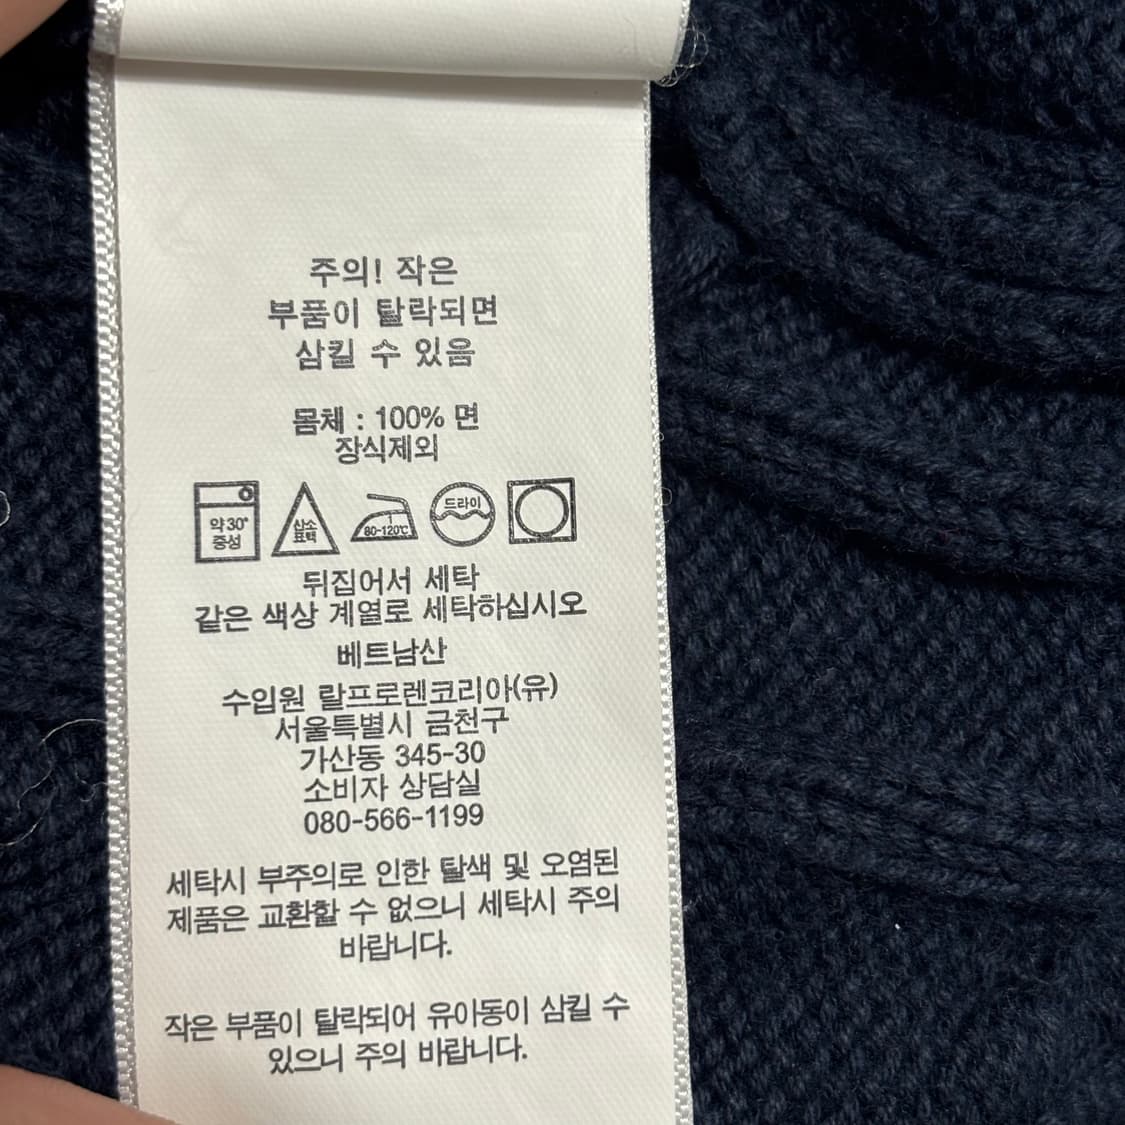 주의! 작은
부품이 탈락되면
삼킬 수 있음
몸체 : 100% 면
장식제외
약30°
중성
산소
표백
80-120℃
드라이
뒤집어서 세탁
같은 색상 계열로 세탁하십시오
베트남산
수입원 랄프로렌코리아(유)
서울특별시 금천구
가산동 345-30
소비자 상담실
080-566-1199
세탁시 부주의로 인한 탈색 및 오염된
제품은 교환할 수 없으니 세탁시 주의
바랍니다.
작은 부품이 탈락되어 유아동이 삼킬 수
있으니 주의 바랍니다.